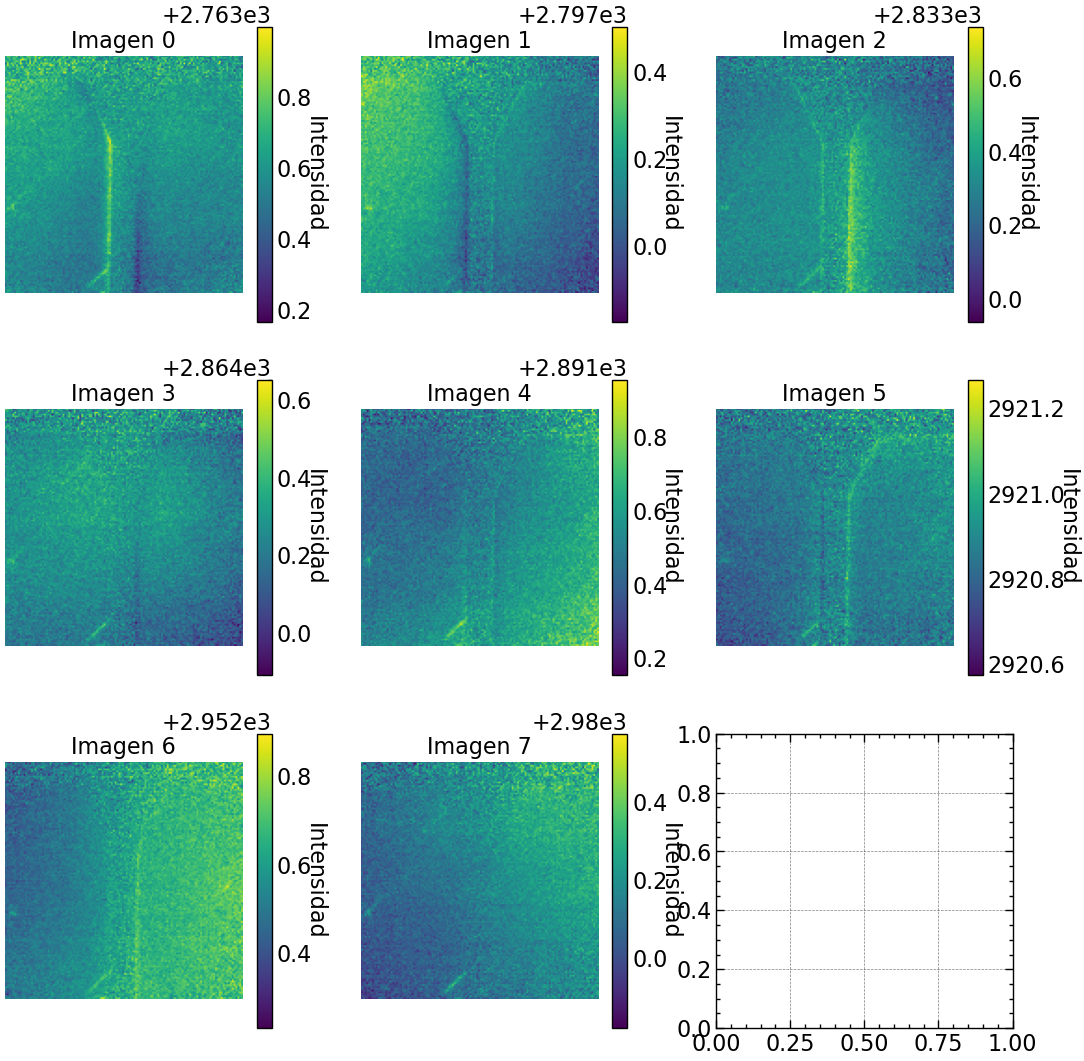 +2.763e3
Imagen 0
0.8
0.6
0.4
0.2
Intensidad
+2.797e3
Imagen 1
0.4
0.2
0.0
Intensidad
+2.833e3
Imagen 2
0.6
0.4
0.2
0.0
Intensidad
+2.864e3
Imagen 3
0.6
0.4
0.2
0.0
Intensidad
+2.891e3
Imagen 4
0.8
0.6
0.4
0.2
Intensidad
Imagen 5
2921.2
2921.0
2920.8
2920.6
Intensidad
+2.952e3
Imagen 6
0.8
0.6
0.4
Intensidad
+2.98e3
Imagen 7
0.4
0.2
0.0
Intensidad
1.0
0.8
0.6
0.4
0.2
0.0
0.00 0.25 0.50 0.75 1.00